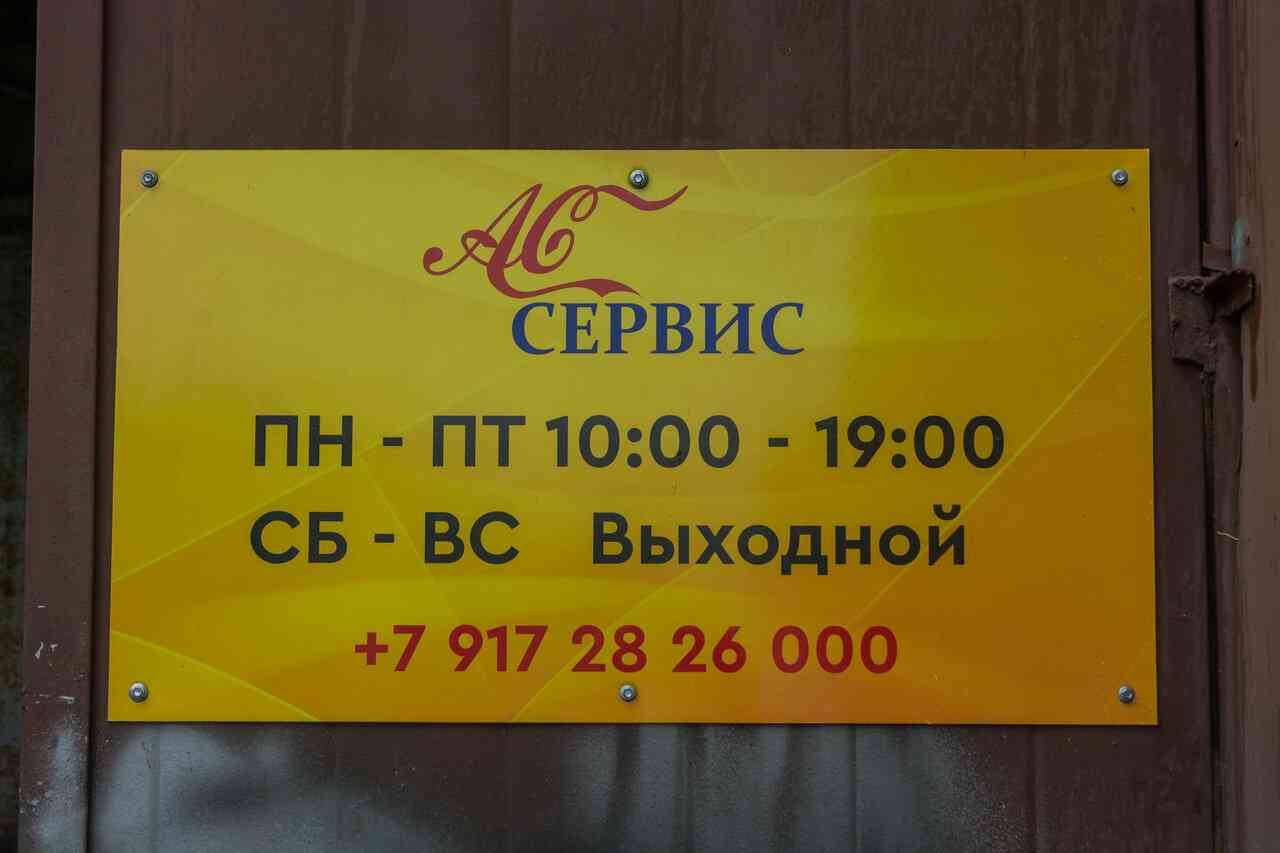 АС
СЕРВИС
ПН - ПТ 10:00 - 19:00
СБ - ВС Выходной
+7 917 28 26 000